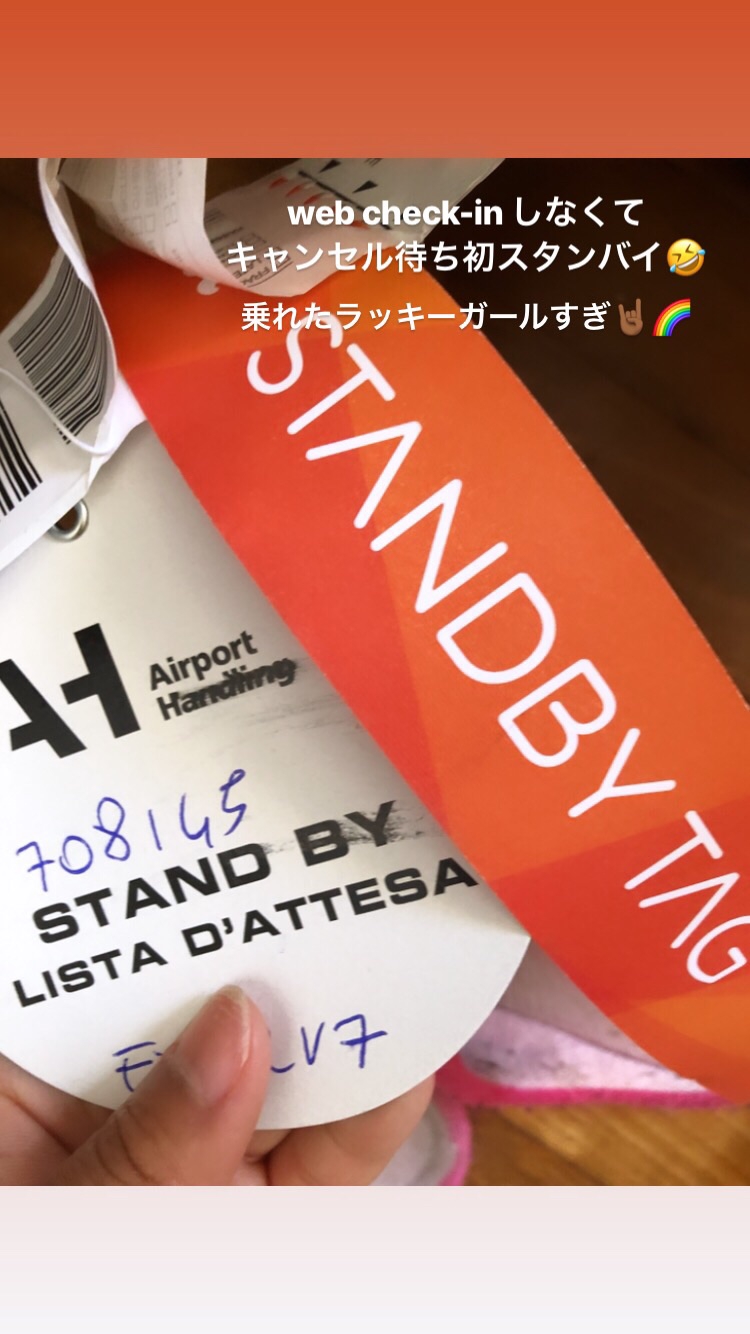 web check-in しなくて
キャンセル待ち初スタンバイ🤣
乗れたラッキーガールすぎ🤘🏾🌈
STANDBY TAG
AH Airport
Handling
708145
STAND BY
LISTA D'ATTESA